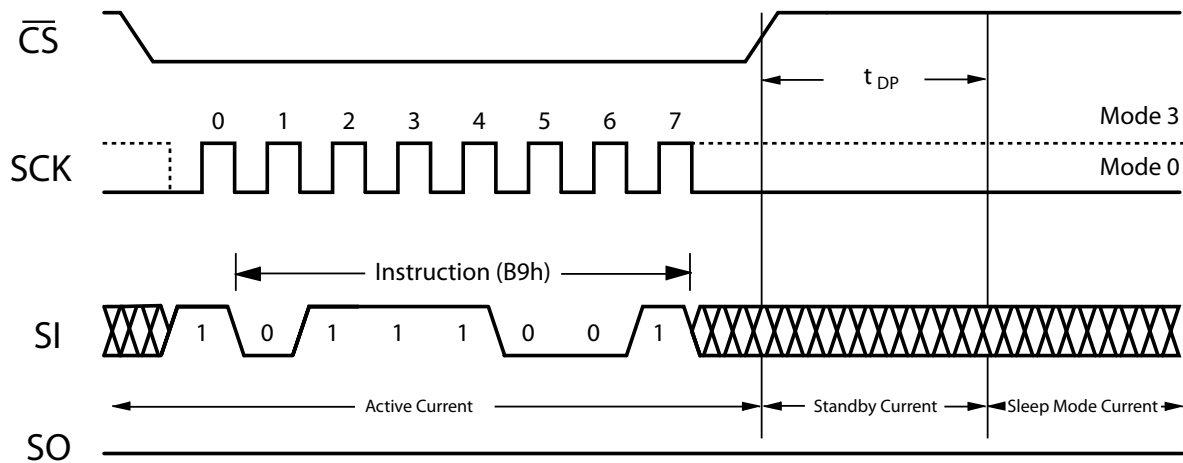 CS
t DP
0 1 2 3 4 5 6 7
Mode 3
SCK
Mode 0
Instruction (B9h)
SI
1 0 1 1 1 0 0 1
Active Current
Standby Current
Sleep Mode Current
SO